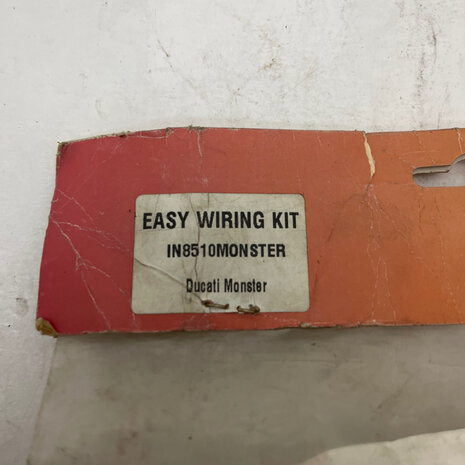 EASY WIRING KIT
IN8510MONSTER
Ducati Monster